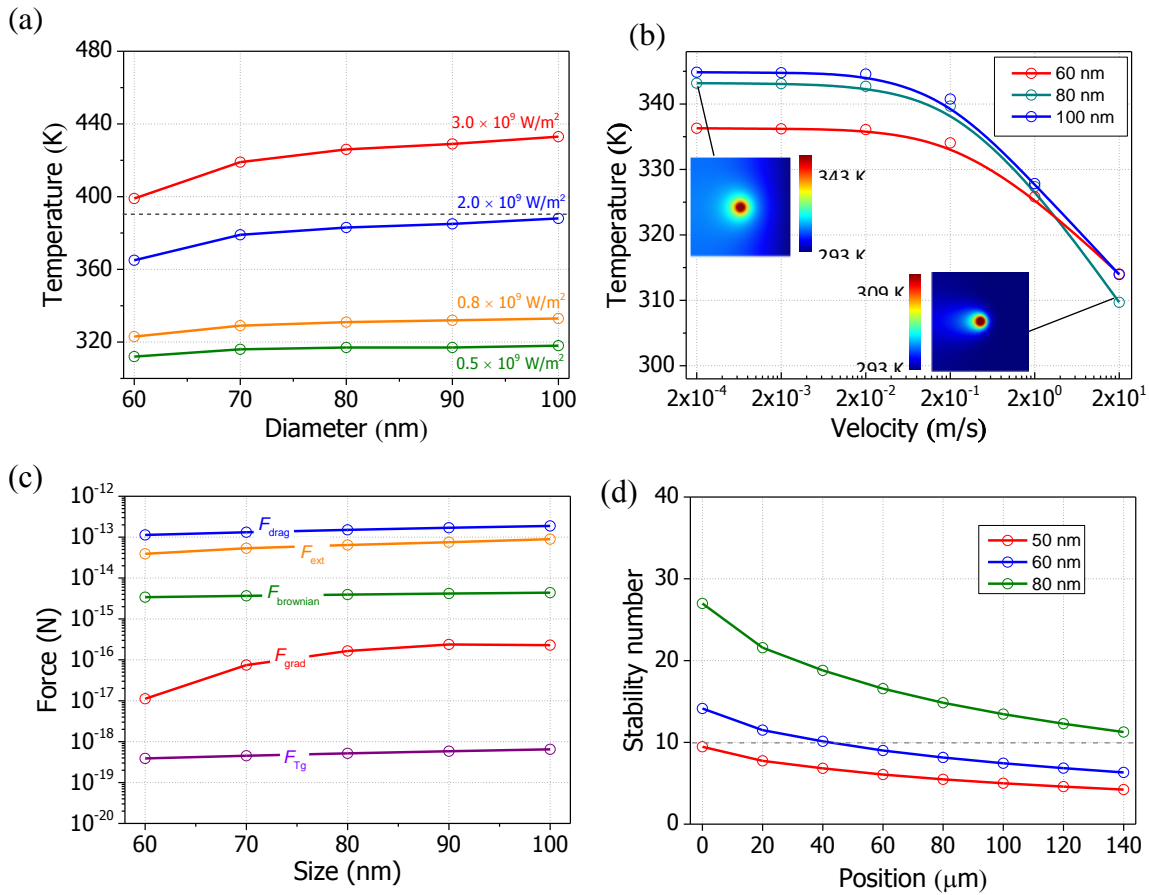 (a)
480
440
400
360
320
Temperature (K)
3.0 × 10⁹ W/m²
2.0 × 10⁹ W/m²
0.8 × 10⁹ W/m²
0.5 × 10⁹ W/m²
60 70 80 90 100
Diameter (nm)
(b)
340
330
320
310
300
Temperature (K)
60 nm
80 nm
100 nm
343 K
293 K
309 K
293 K
2x10⁻⁴ 2x10⁻³ 2x10⁻² 2x10⁻¹ 2x10⁰ 2x10¹
Velocity (m/s)
(c)
10⁻¹²
10⁻¹³
10⁻¹⁴
10⁻¹⁵
10⁻¹⁶
10⁻¹⁷
10⁻¹⁸
10⁻¹⁹
10⁻²⁰
Force (N)
F_drag
F_ext
F_brownian
F_grad
F_Tg
60 70 80 90 100
Size (nm)
(d)
40
30
20
10
0
Stability number
50 nm
60 nm
80 nm
0 20 40 60 80 100 120 140
Position (μm)